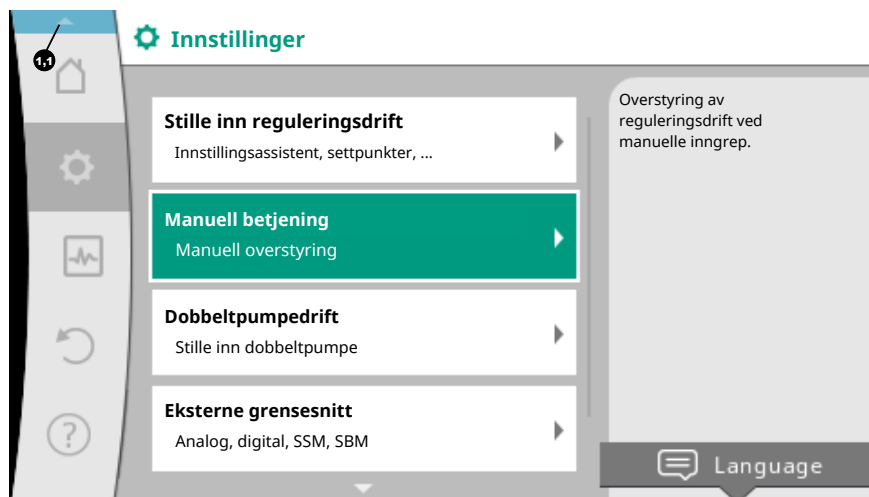 1,1
Innstillinger
Stille inn reguleringsdrift
Innstillingsassistent, settpunkter, ...
Manuell betjening
Manuell overstyring
Dobbeltpumpedrift
Stille inn dobbeltpumpe
Eksterne grensesnitt
Analog, digital, SSM, SBM
Overstyring av
reguleringsdrift ved
manuelle inngrep.
?
Language